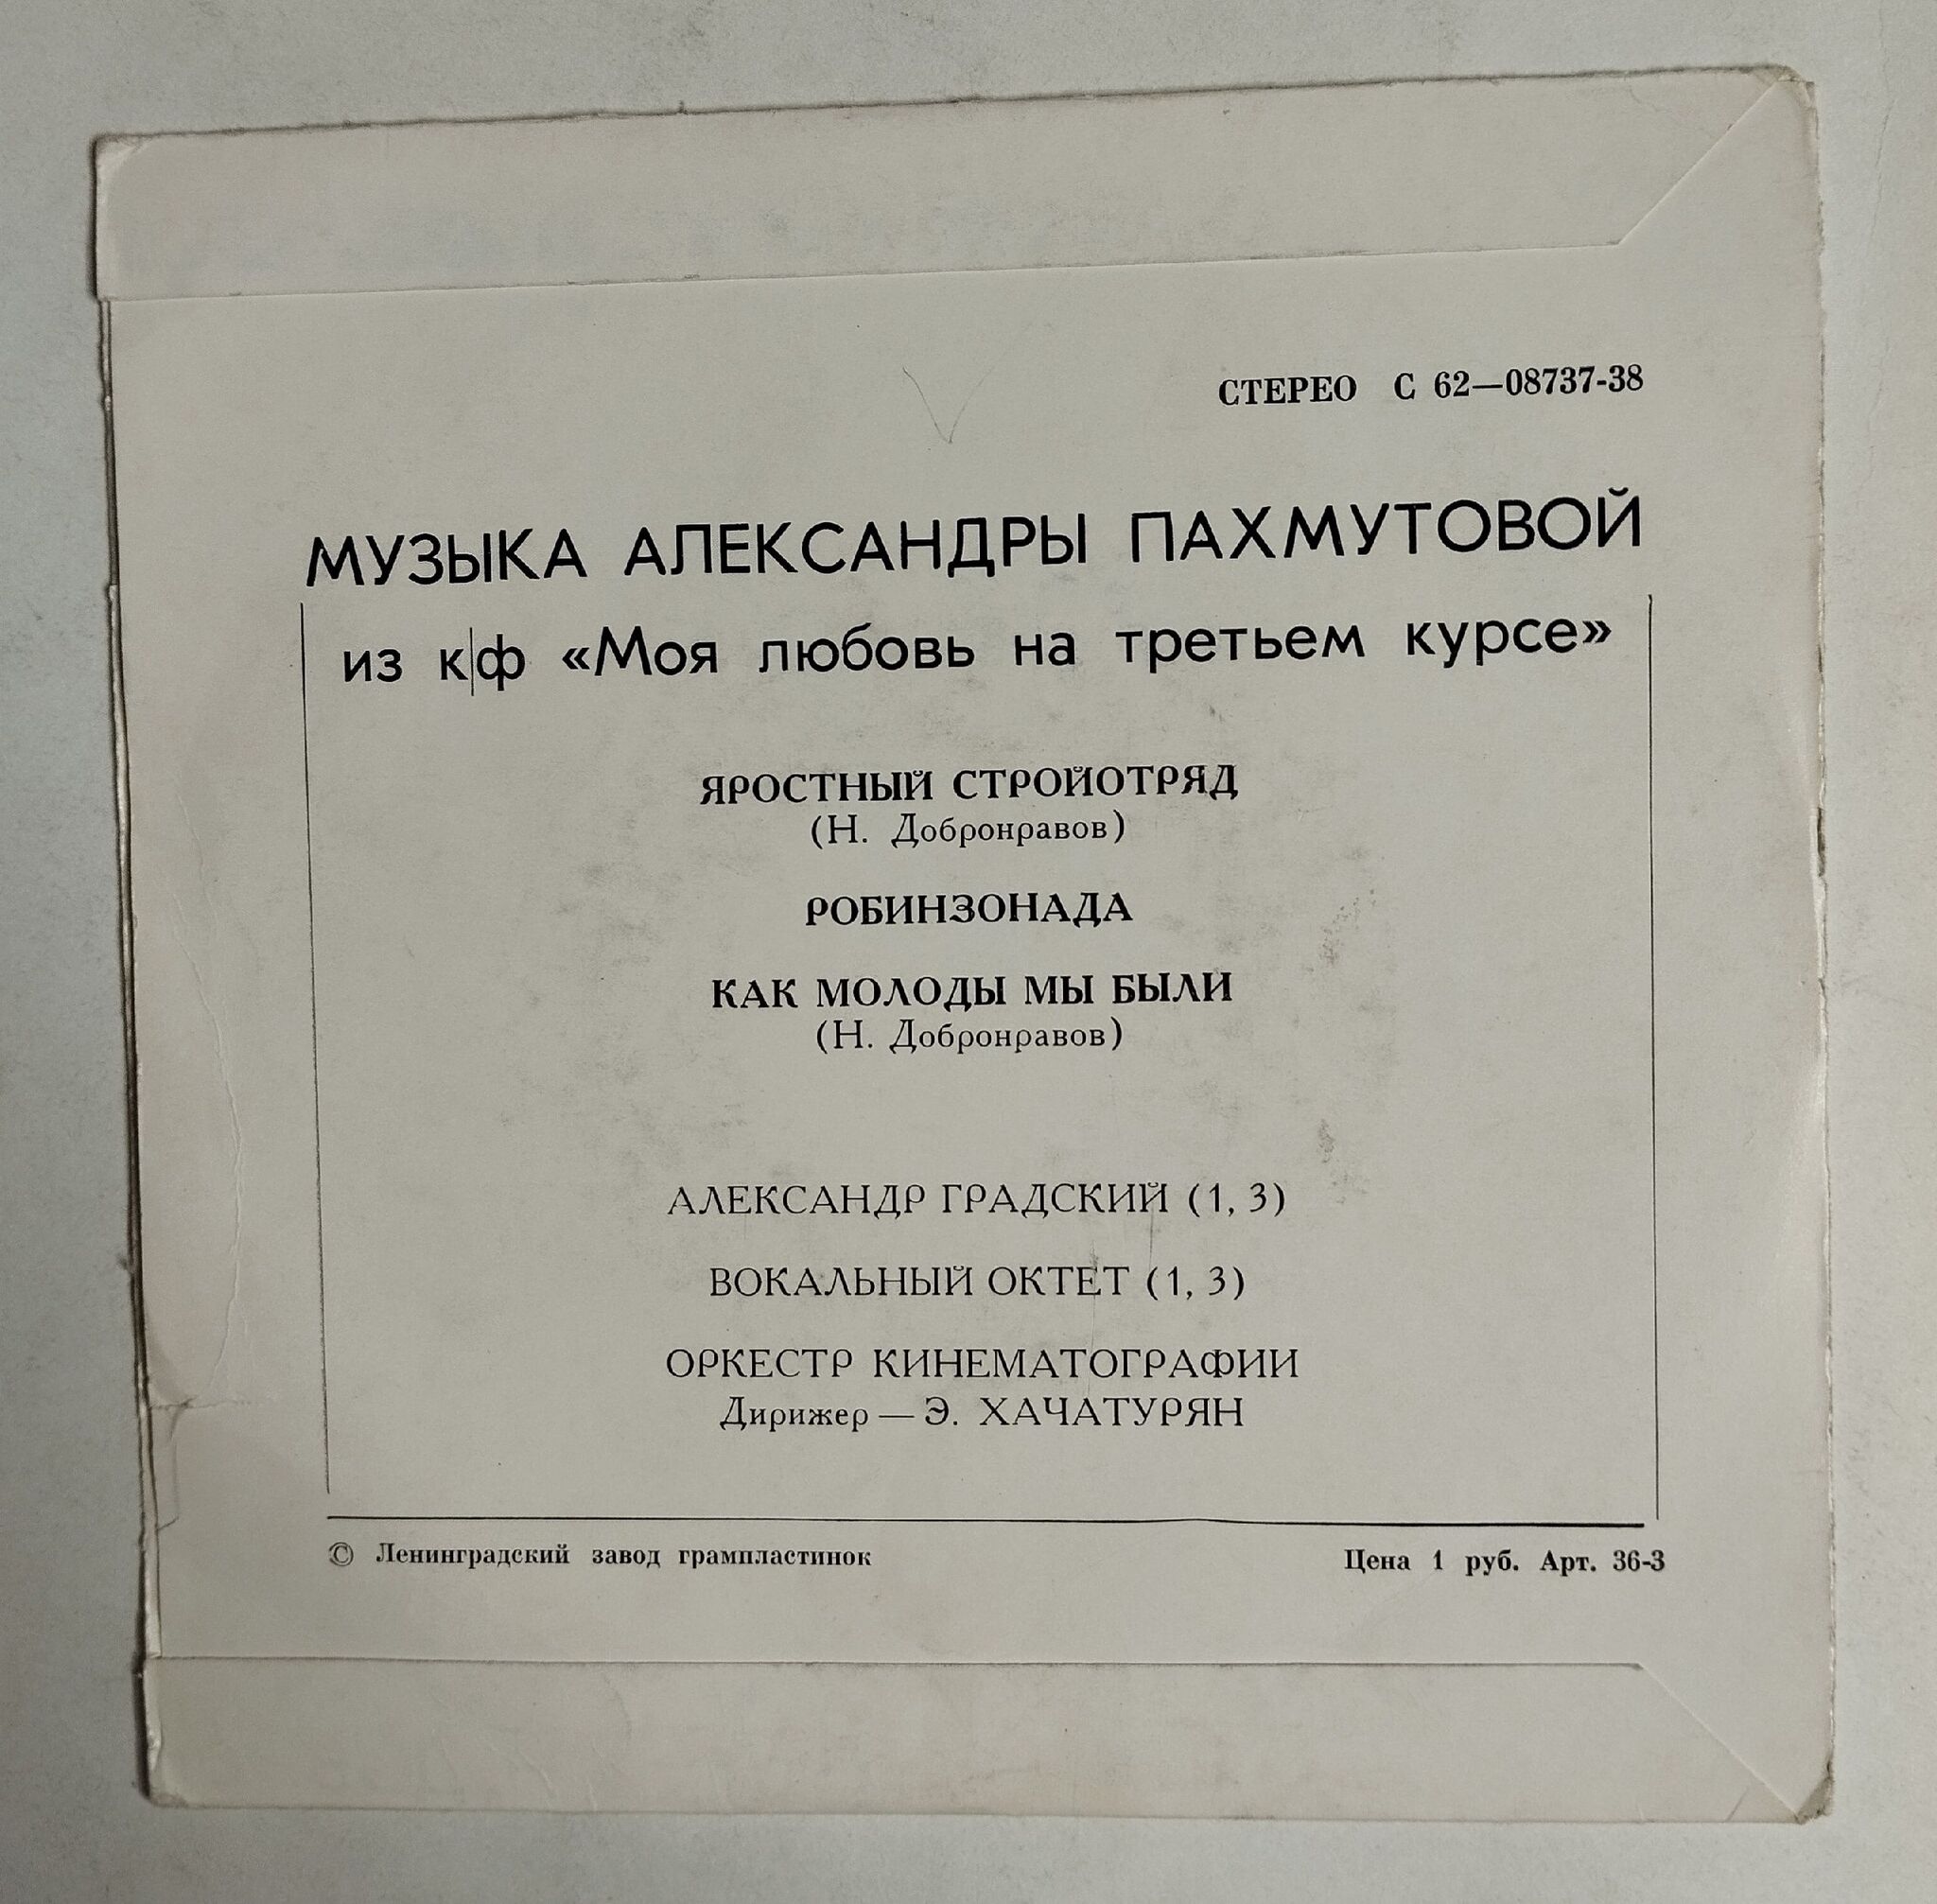 СТЕРЕО С 62—08737-38
МУЗЫКА АЛЕКСАНДРЫ ПАХМУТОВОЙ
из к|ф «Моя любовь на третьем курсе»
ЯРОСТНЫЙ СТРОЙОТРЯД
(Н. Добронравов)
РОБИНЗОНАДА
КАК МОЛОДЫ МЫ БЫЛИ
(Н. Добронравов)
АЛЕКСАНДР ГРАДСКИЙ (1, 3)
ВОКАЛЬНЫЙ ОКТЕТ (1, 3)
ОРКЕСТР КИНЕМАТОГРАФИИ
Дирижер — Э. ХАЧАТУРЯН
© Ленинградский завод грампластинок
Цена 1 руб. Арт. 36-3